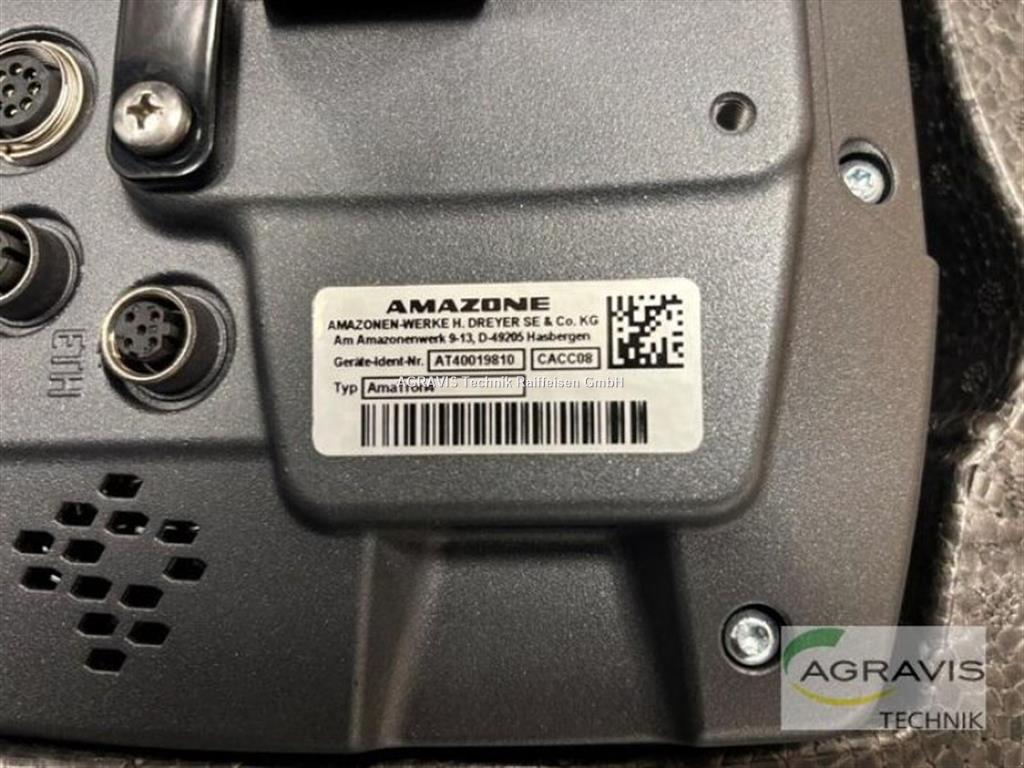 AMAZONE
AMAZONEN-WERKE H. DREYER SE & Co. KG
Am Amazonenwerk 9-13, D-49205 Hasbergen
Geräte-Ident-Nr. AT40019810 CACC08
AGRAVIS Technik Raiffeisen GmbH
Typ
ETH
AGRAVIS
TECHNIK